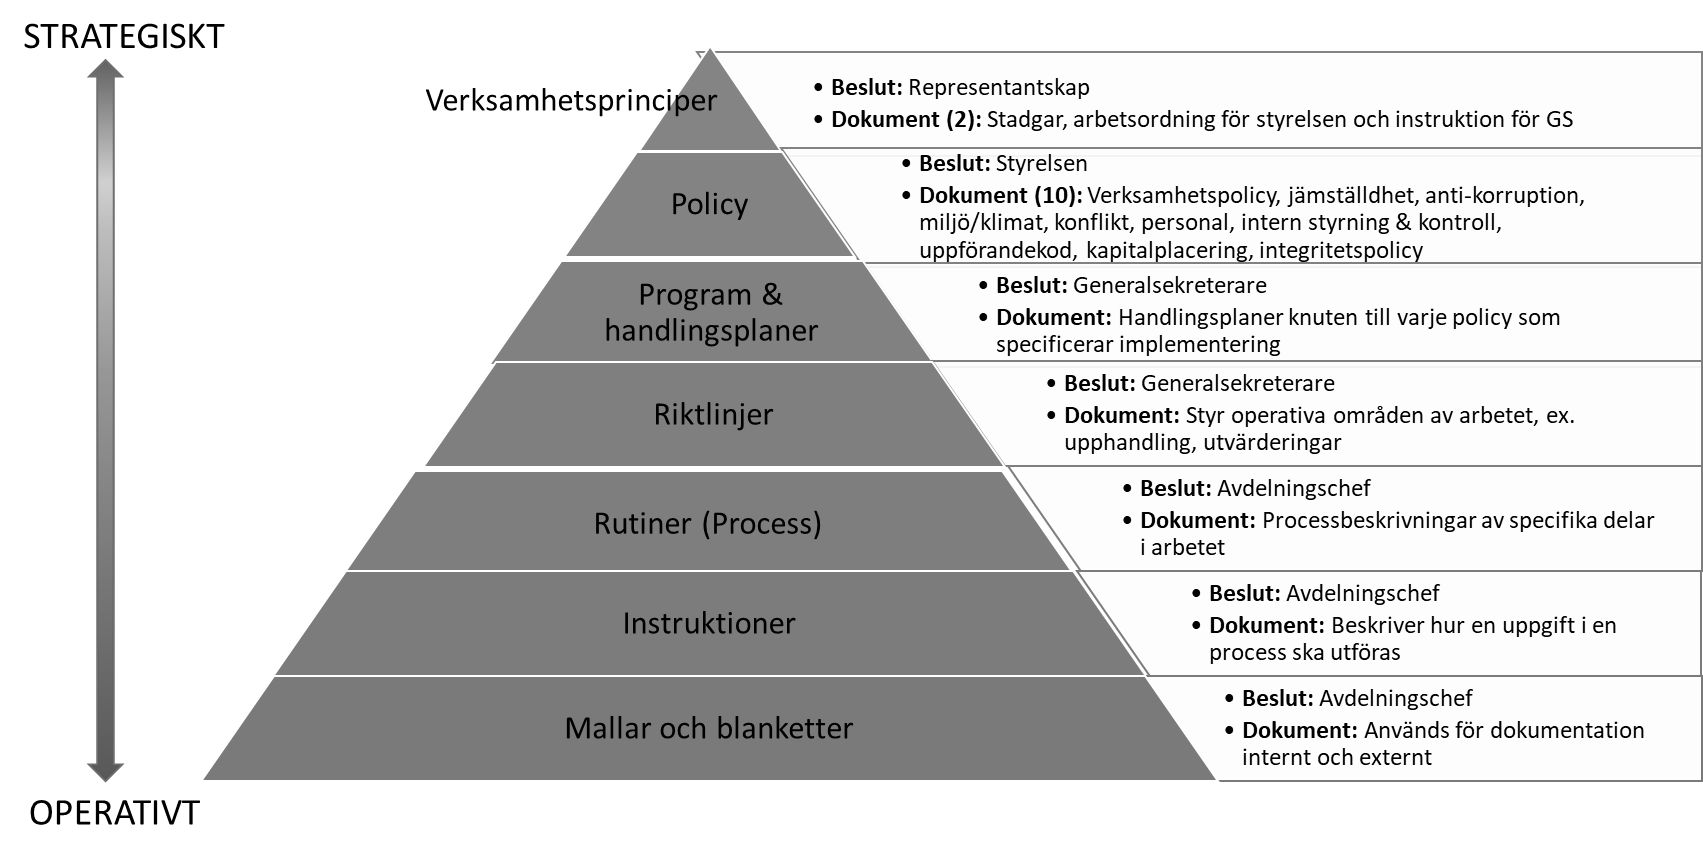 STRATEGISKT
Verksamhetsprinciper
• Beslut: Representantskap
• Dokument (2): Stadgar, arbetsordning för styrelsen och instruktion för GS
Policy
• Beslut: Styrelsen
• Dokument (10): Verksamhetspolicy, jämställdhet, anti-korruption,
miljö/klimat, konflikt, personal, intern styrning & kontroll,
uppförandekod, kapitalplacering, integritetspolicy
Program &
handlingsplaner
• Beslut: Generalsekreterare
• Dokument: Handlingsplaner knuten till varje policy som
specificerar implementering
Riktlinjer
• Beslut: Generalsekreterare
• Dokument: Styr operativa områden av arbetet, ex.
upphandling, utvärderingar
Rutiner (Process)
• Beslut: Avdelningschef
• Dokument: Processbeskrivningar av specifika delar
i arbetet
Instruktioner
• Beslut: Avdelningschef
• Dokument: Beskriver hur en uppgift i en
process ska utföras
Mallar och blanketter
• Beslut: Avdelningschef
• Dokument: Används för dokumentation
internt och externt
OPERATIVT